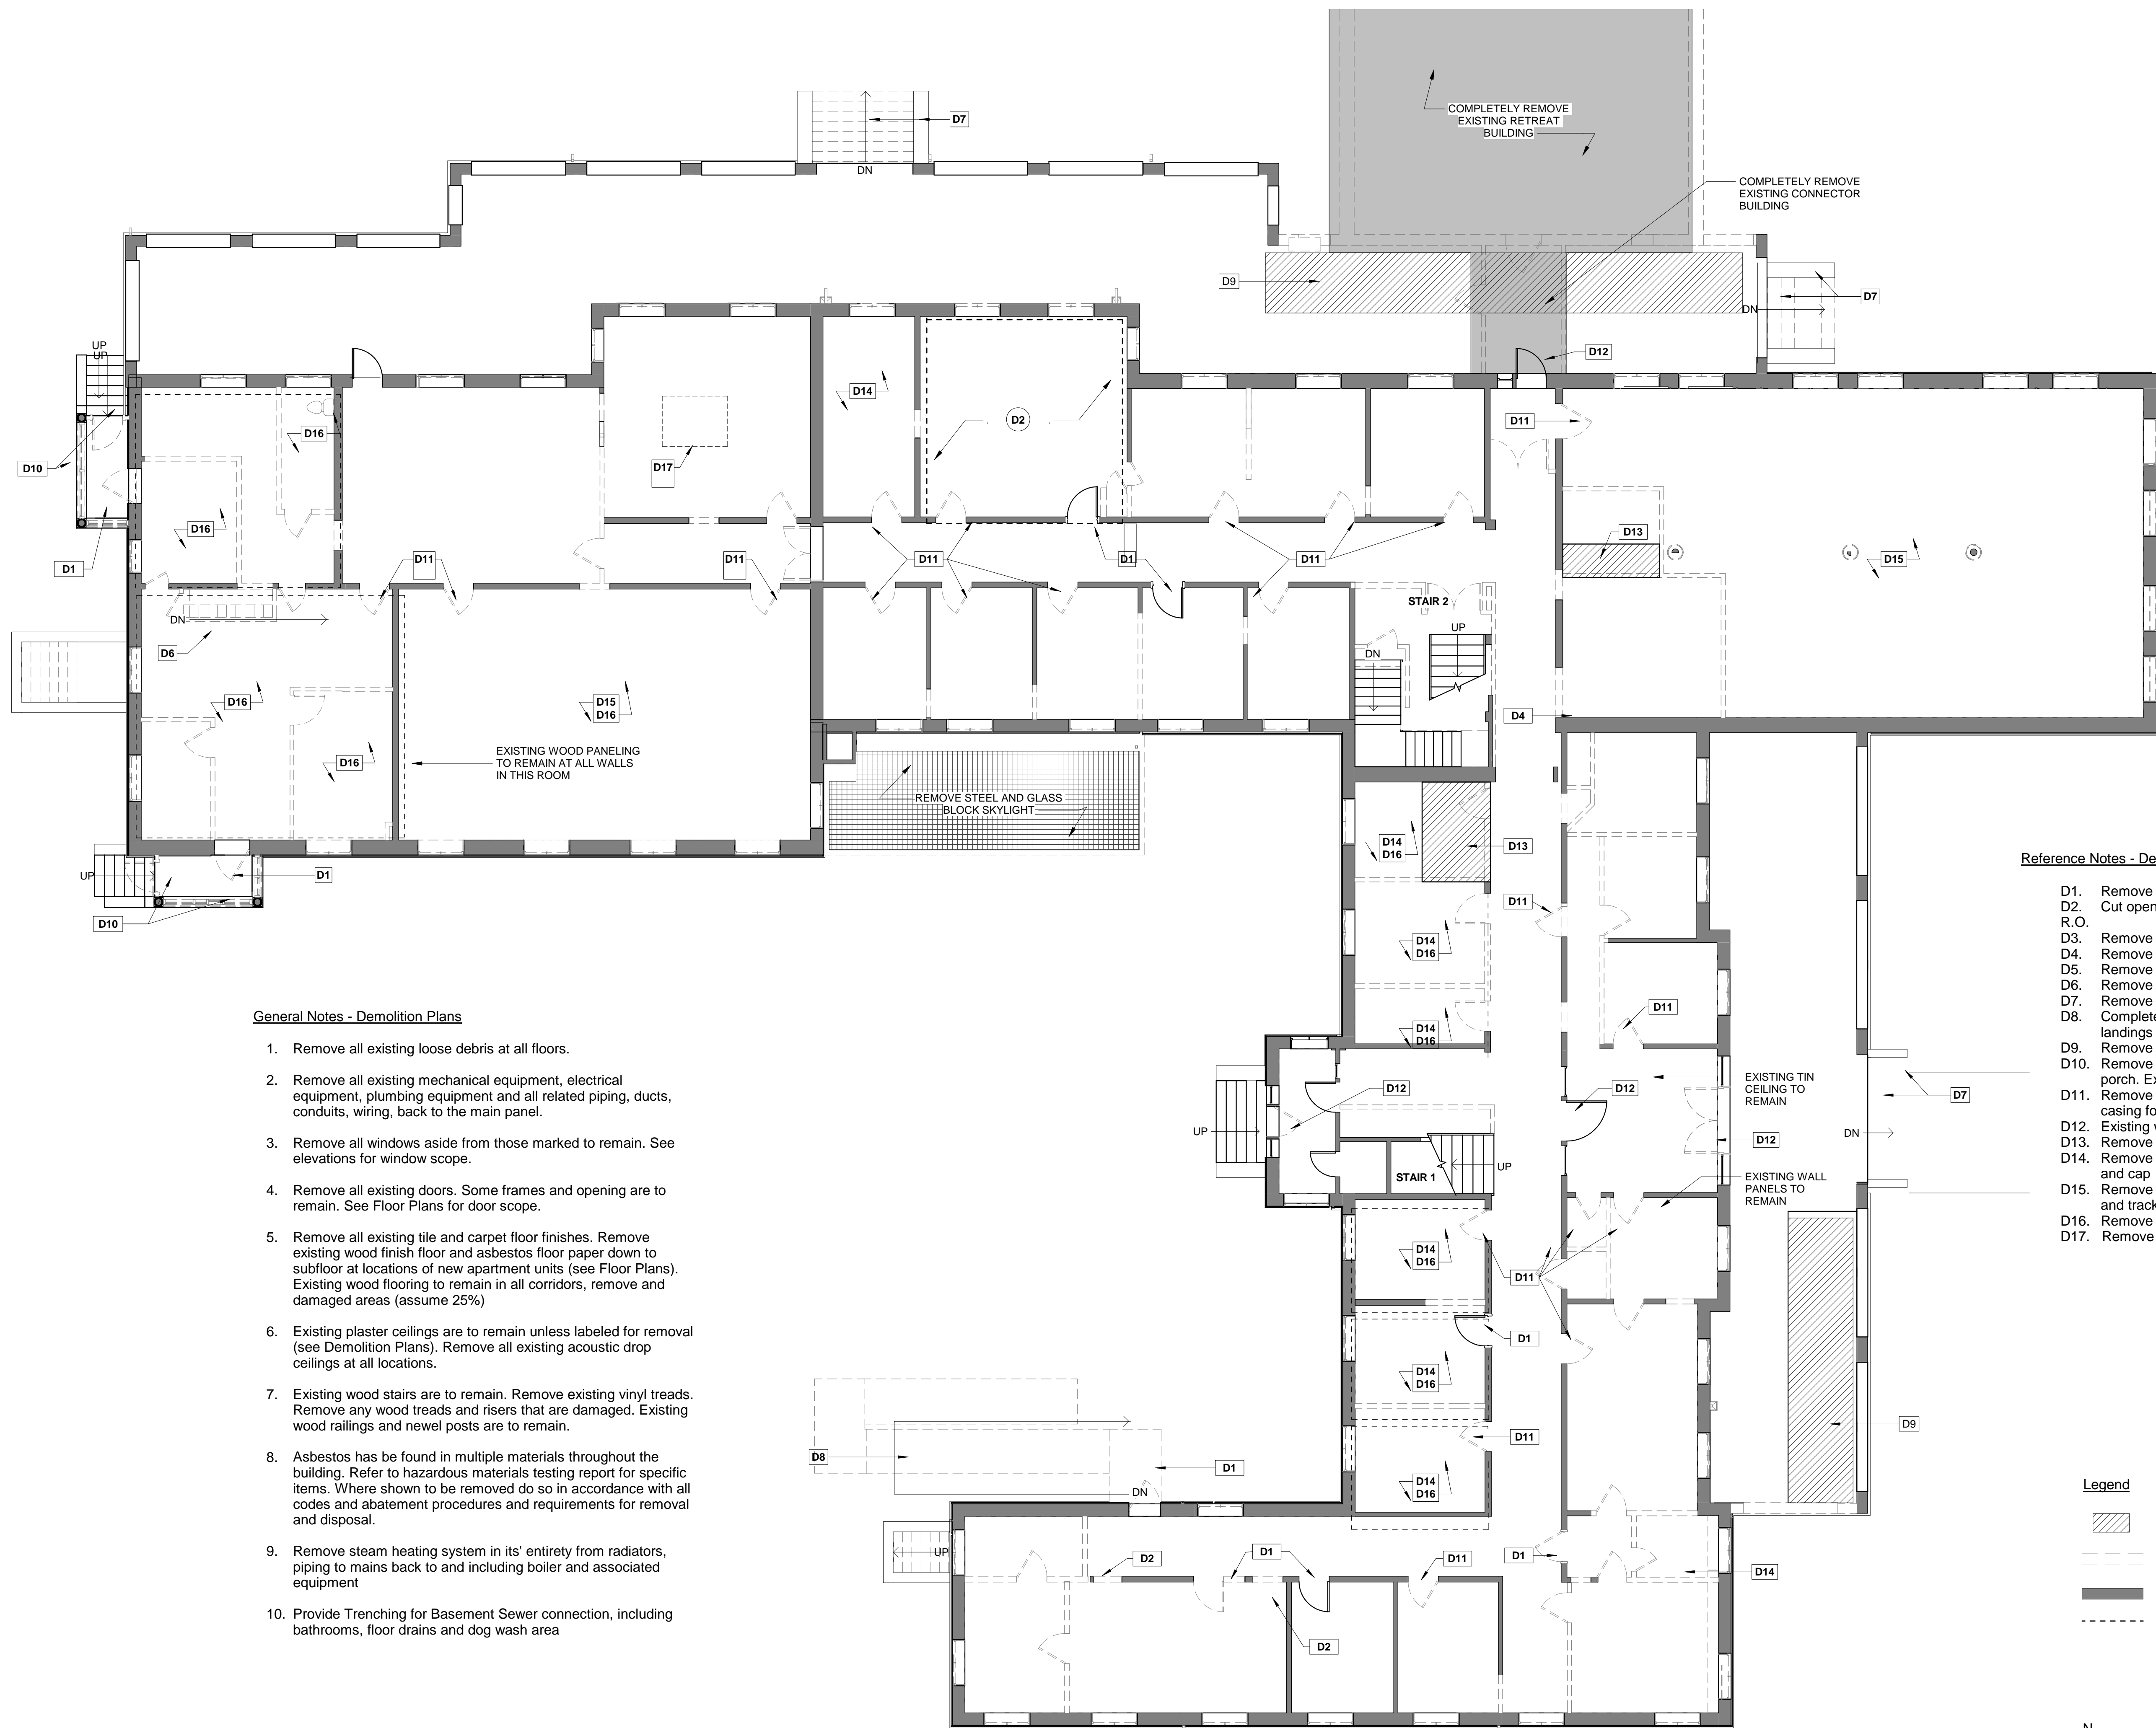 COMPLETELY REMOVE
EXISTING RETREAT
BUILDING
D7
DN
COMPLETELY REMOVE
EXISTING CONNECTOR
BUILDING
D9
D7
DN
UP
UP
D12
D14
D2
D11
D16
D17
D10
D16
D13
D1
D11
D11
D11
D1
D11
D15
STAIR 2
DN
UP
D6
DN
D16
D15
D16
D4
EXISTING WOOD PANELING
TO REMAIN AT ALL WALLS
IN THIS ROOM
D16
REMOVE STEEL AND GLASS
BLOCK SKYLIGHT
D14
D16
D13
UP
D1
D10
D11
D14
D16
D11
D14
D16
EXISTING TIN
CEILING TO
REMAIN
D12
D12
D7
UP
DN
D12
STAIR 1
UP
EXISTING WALL
PANELS TO
REMAIN
D14
D16
D11
D1
D14
D16
D9
D11
D8
D1
D14
D16
DN
UP
D2
D1
D11
D1
D14
D2
General Notes - Demolition Plans
1. Remove all existing loose debris at all floors.
2. Remove all existing mechanical equipment, electrical
equipment, plumbing equipment and all related piping, ducts,
conduits, wiring, back to the main panel.
3. Remove all windows aside from those marked to remain. See
elevations for window scope.
4. Remove all existing doors. Some frames and opening are to
remain. See Floor Plans for door scope.
5. Remove all existing tile and carpet floor finishes. Remove
existing wood finish floor and asbestos floor paper down to
subfloor at locations of new apartment units (see Floor Plans).
Existing wood flooring to remain in all corridors, remove and
damaged areas (assume 25%)
6. Existing plaster ceilings are to remain unless labeled for removal
(see Demolition Plans). Remove all existing acoustic drop
ceilings at all locations.
7. Existing wood stairs are to remain. Remove existing vinyl treads.
Remove any wood treads and risers that are damaged. Existing
wood railings and newel posts are to remain.
8. Asbestos has be found in multiple materials throughout the
building. Refer to hazardous materials testing report for specific
items. Where shown to be removed do so in accordance with all
codes and abatement procedures and requirements for removal
and disposal.
9. Remove steam heating system in its' entirety from radiators,
piping to mains back to and including boiler and associated
equipment
10. Provide Trenching for Basement Sewer connection, including
bathrooms, floor drains and dog wash area
Reference Notes - De
D1. Remove
D2. Cut open
R.O.
D3. Remove
D4. Remove
D5. Remove
D6. Remove
D7. Remove
D8. Complete
landings
D9. Remove
D10. Remove
porch. Ex
D11. Remove
casing fo
D12. Existing
D13. Remove
D14. Remove
and cap
D15. Remove
and track
D16. Remove
D17. Remove
Legend